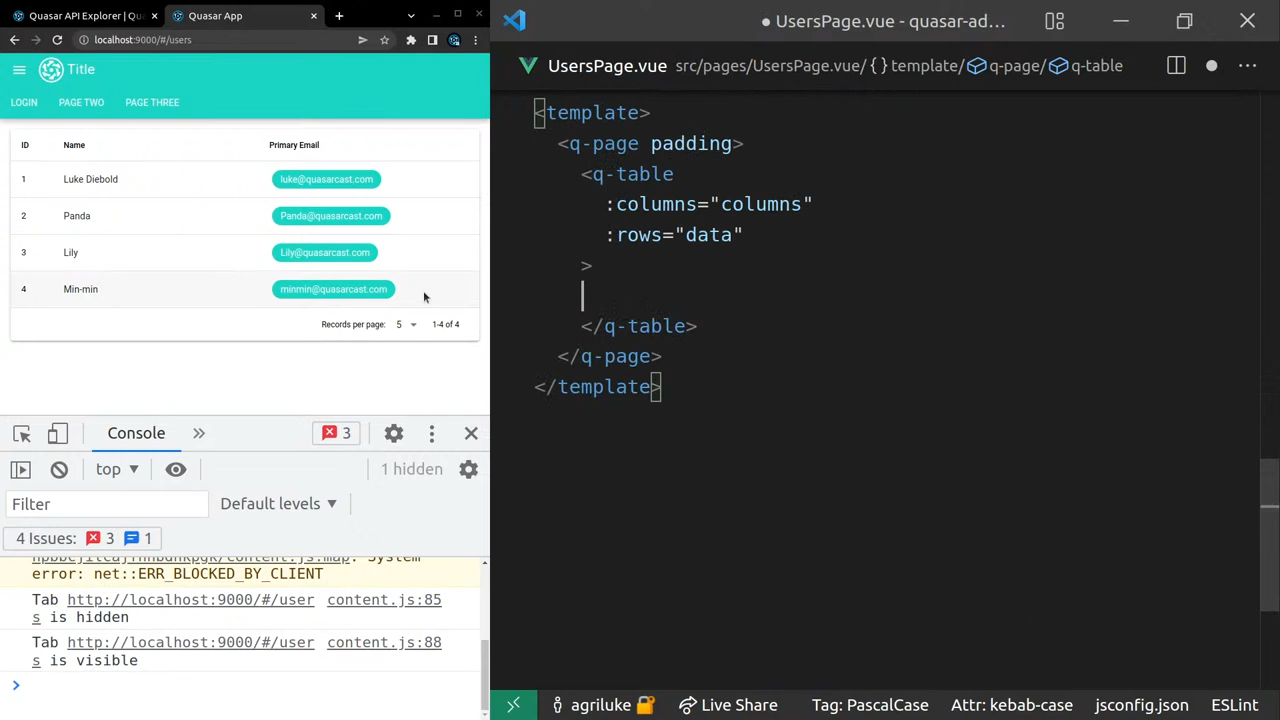 Quasar API Explorer | Qu
Quasar App
localhost:9000/#/users
Title
LOGIN
PAGE TWO
PAGE THREE
ID Name Primary Email
1 Luke Diebold luke@quasarcast.com
2 Panda Panda@quasarcast.com
3 Lily Lily@quasarcast.com
4 Min-min minmin@quasarcast.com
Records per page: 5 1-4 of 4
Console
3
top
1 hidden
Filter
Default levels
4 Issues: 3 1
System
error: net::ERR_BLOCKED_BY_CLIENT
Tab http://localhost:9000/#/user content.js:85
s is hidden
Tab http://localhost:9000/#/user content.js:88
s is visible
● UsersPage.vue - quasar-ad...
UsersPage.vue src/pages/UsersPage.vue/ {} template/ q-page/ q-table
<template>
<q-page padding>
<q-table
:columns="columns"
:rows="data"
>
</q-table>
</q-page>
</template>
agriluke
Live Share
Tag: PascalCase
Attr: kebab-case
jsconfig.json
ESLint